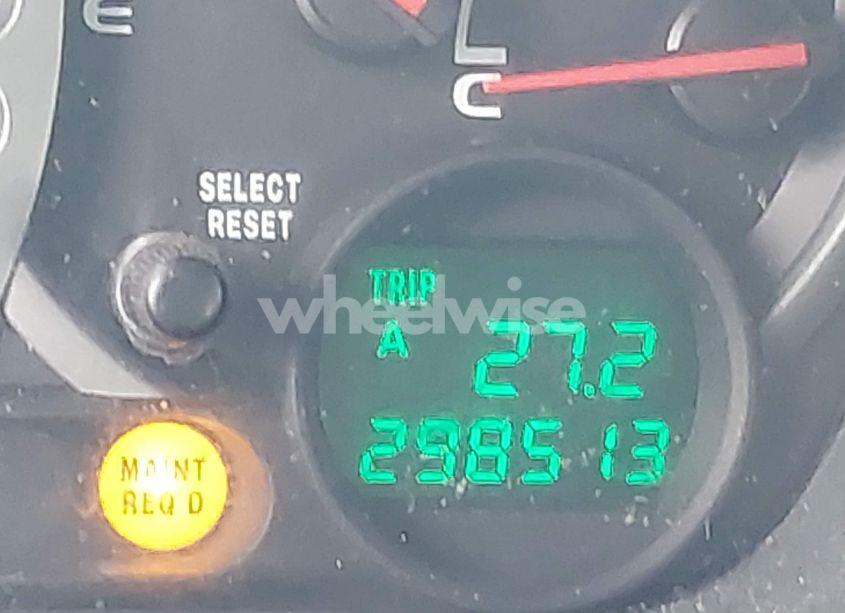 E
C
SELECT
RESET
TRIP
wheelwise
A 27.2
298513
MAINT
REQ D